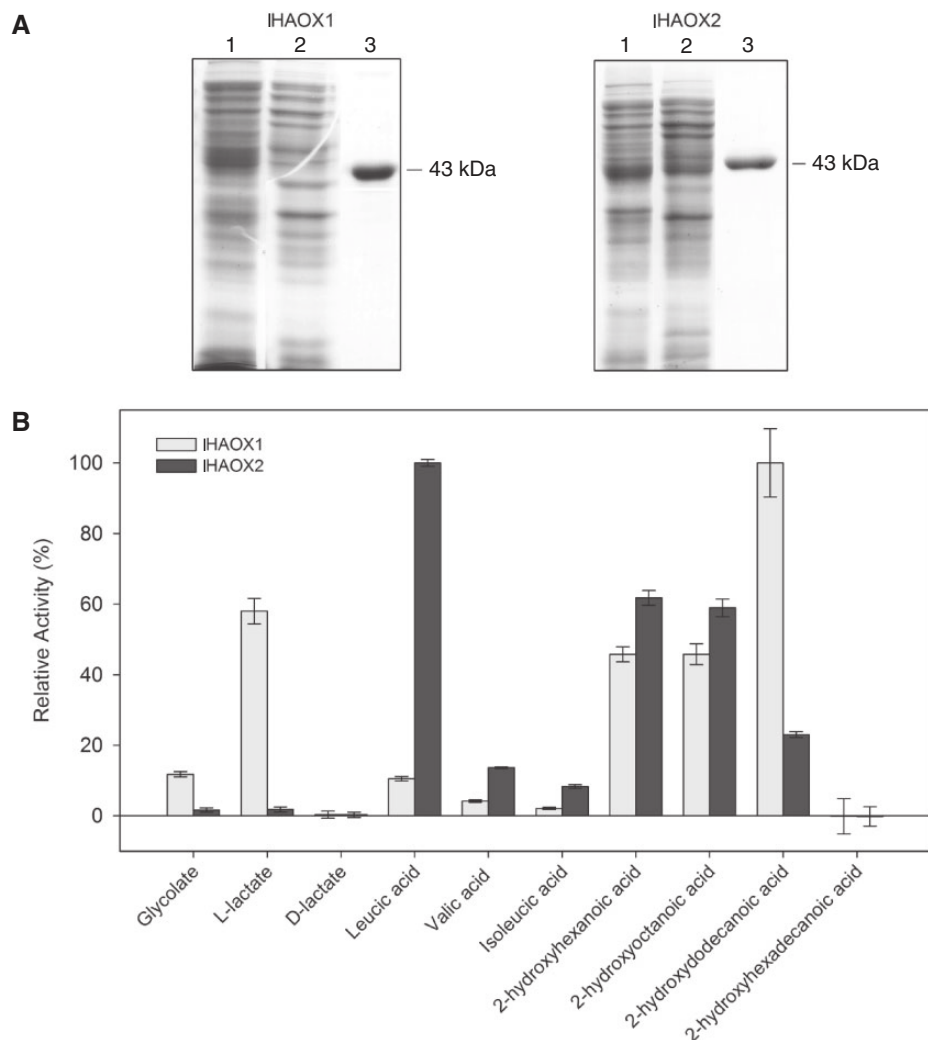 A
lHAOX1
lHAOX2
1 2 3
1 2 3
43 kDa
43 kDa
B
lHAOX1
lHAOX2
100
80
60
40
20
0
Relative Activity (%)
Glycolate
L-lactate
D-lactate
Leucic acid
Valic acid
Isoleucic acid
2-hydroxyhexanoic acid
2-hydroxyoctanoic acid
2-hydroxydodecanoic acid
2-hydroxyhexadecanoic acid